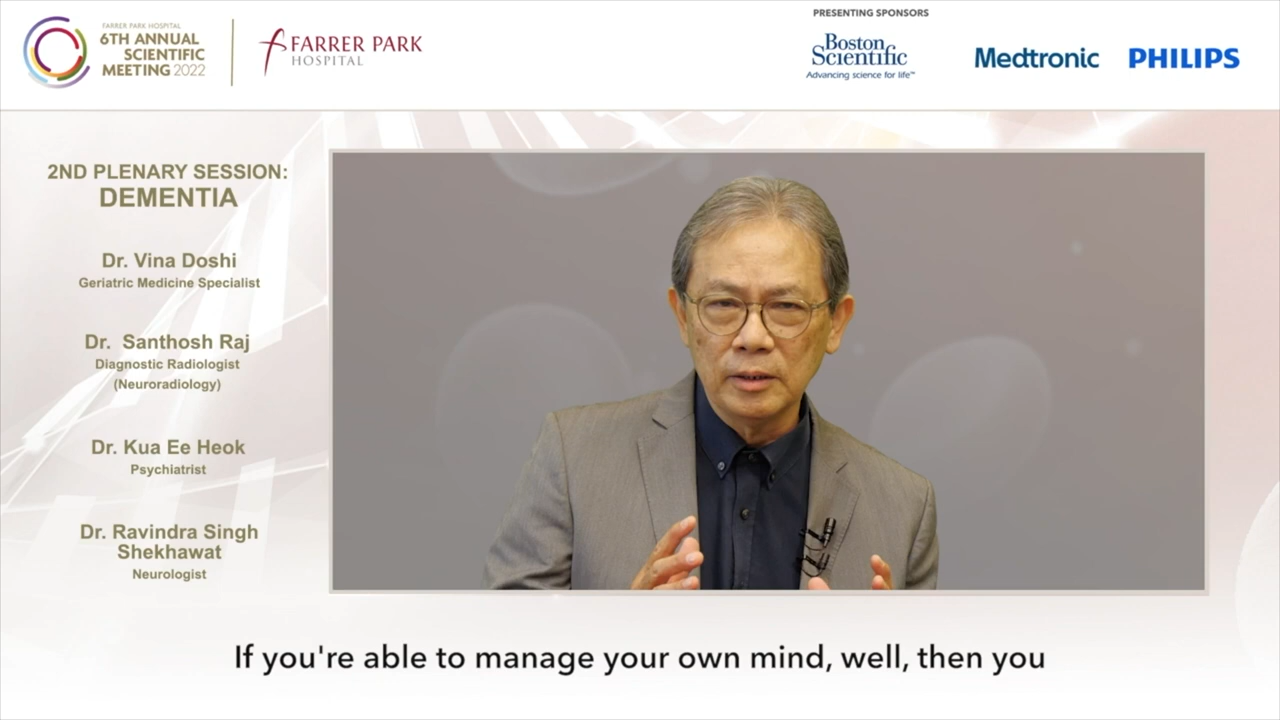 FARRER PARK HOSPITAL
6TH ANNUAL
SCIENTIFIC
MEETING 2022
FARRER PARK
HOSPITAL
PRESENTING SPONSORS
Boston
Scientific
Advancing science for life™
Medtronic
PHILIPS
2ND PLENARY SESSION:
DEMENTIA
Dr. Vina Doshi
Geriatric Medicine Specialist
Dr. Santhosh Raj
Diagnostic Radiologist
(Neuroradiology)
Dr. Kua Ee Heok
Psychiatrist
Dr. Ravindra Singh
Shekhawat
Neurologist
If you're able to manage your own mind, well, then you